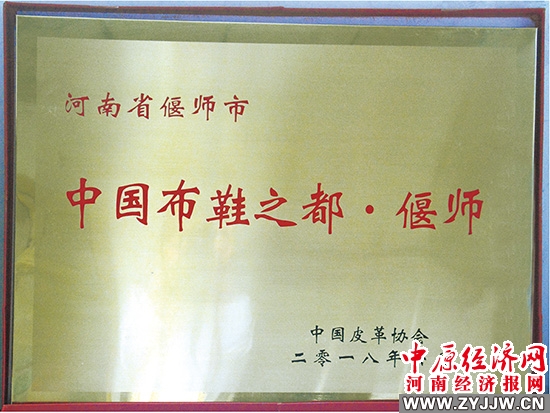 河南省偃师市
中国布鞋之都·偃师
中国皮革协会
二零一八年
中原经济网
河南经济报网
WWW.ZYJJW.CN